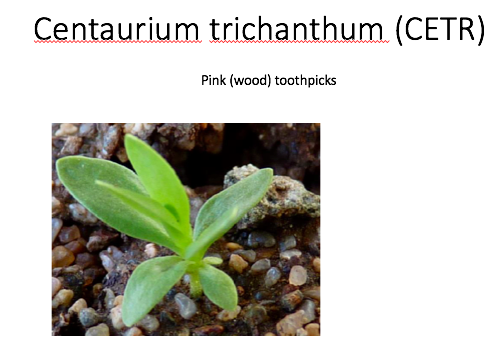 Centaurium trichanthum (CETR)
Pink (wood) toothpicks